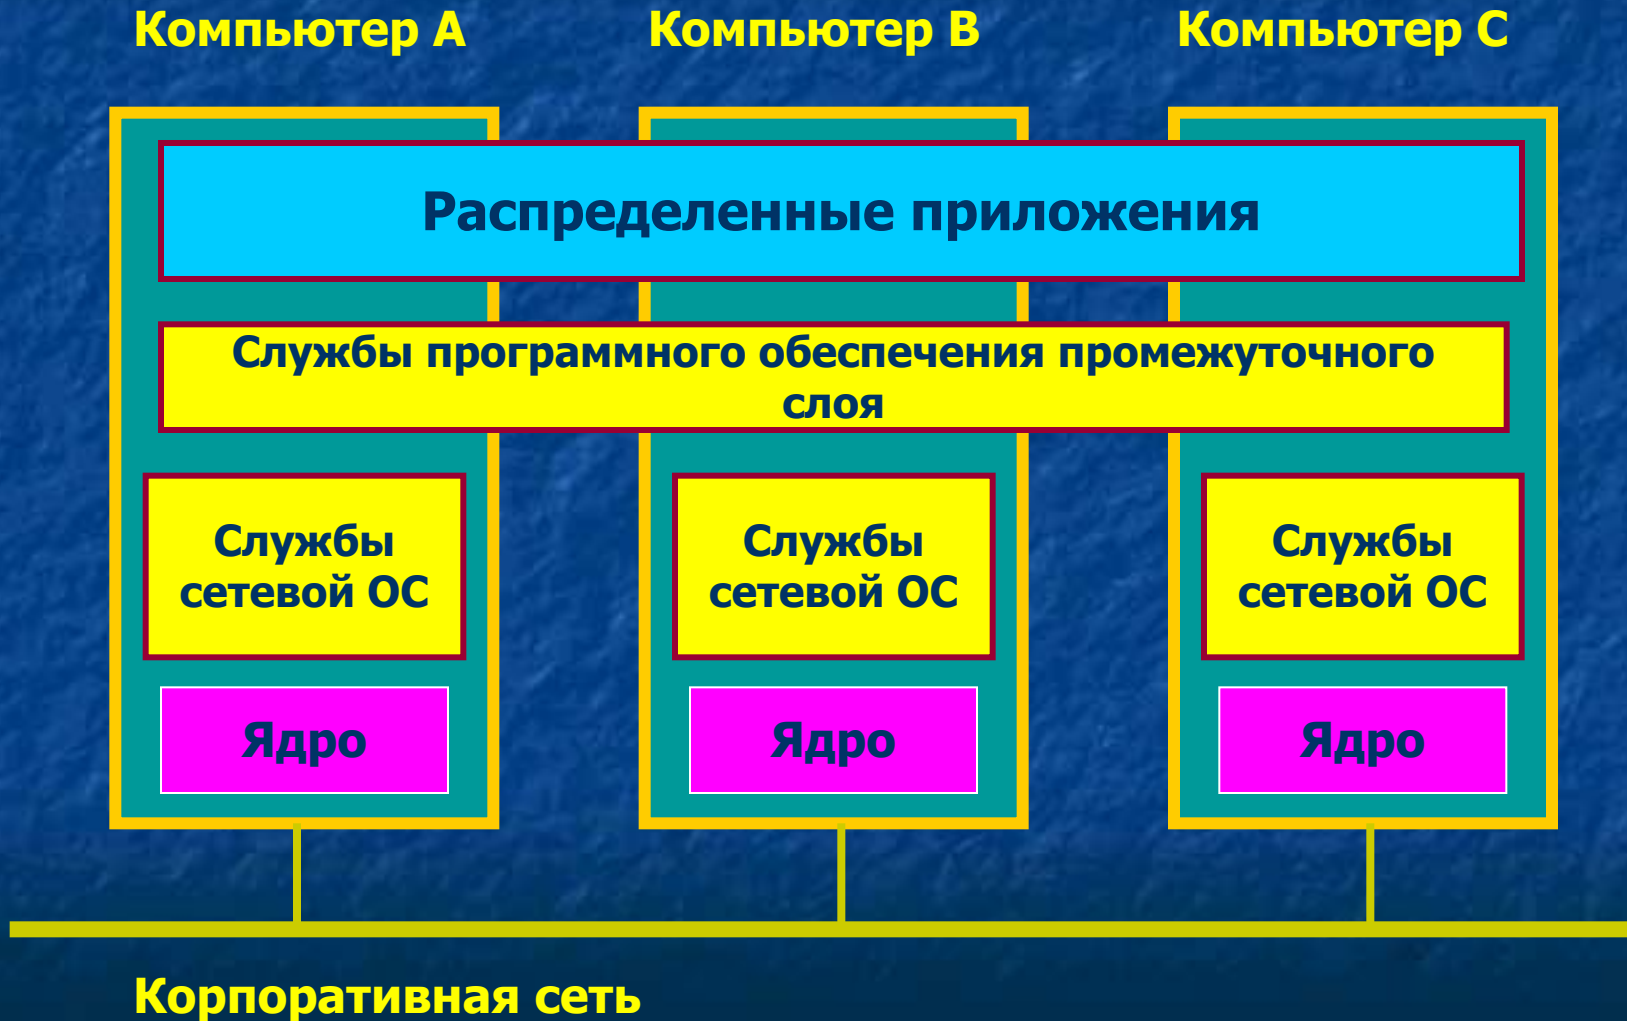 Компьютер А
Компьютер В
Компьютер С
Распределенные приложения
Службы программного обеспечения промежуточного
слоя
Службы
сетевой ОС
Службы
сетевой ОС
Службы
сетевой ОС
Ядро
Ядро
Ядро
Корпоративная сеть